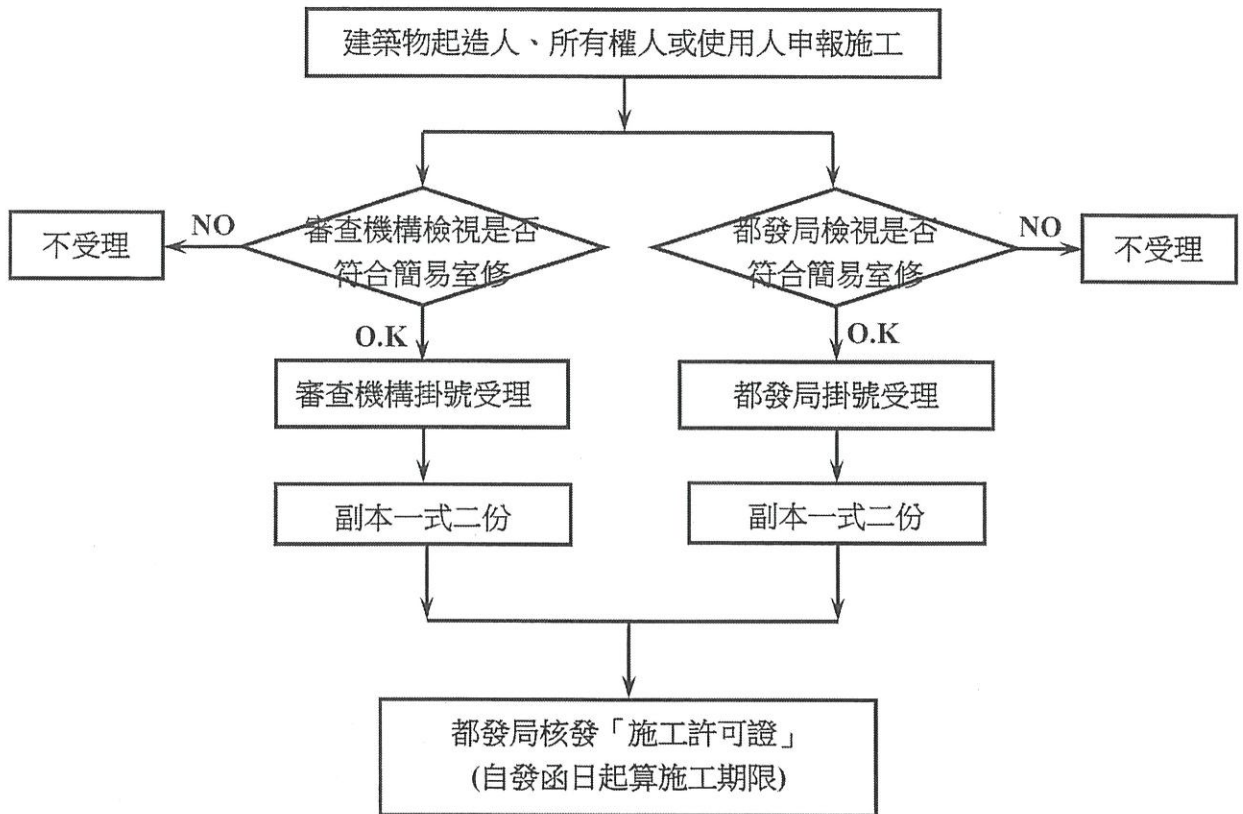 建築物起造人、所有權人或使用人申報施工
NO
審查機構檢視是否
符合簡易室修
不受理
都發局檢視是否
符合簡易室修
NO
不受理
O.K
O.K
審查機構掛號受理
都發局掛號受理
副本一式二份
副本一式二份
都發局核發「施工許可證」
(自發函日起算施工期限)